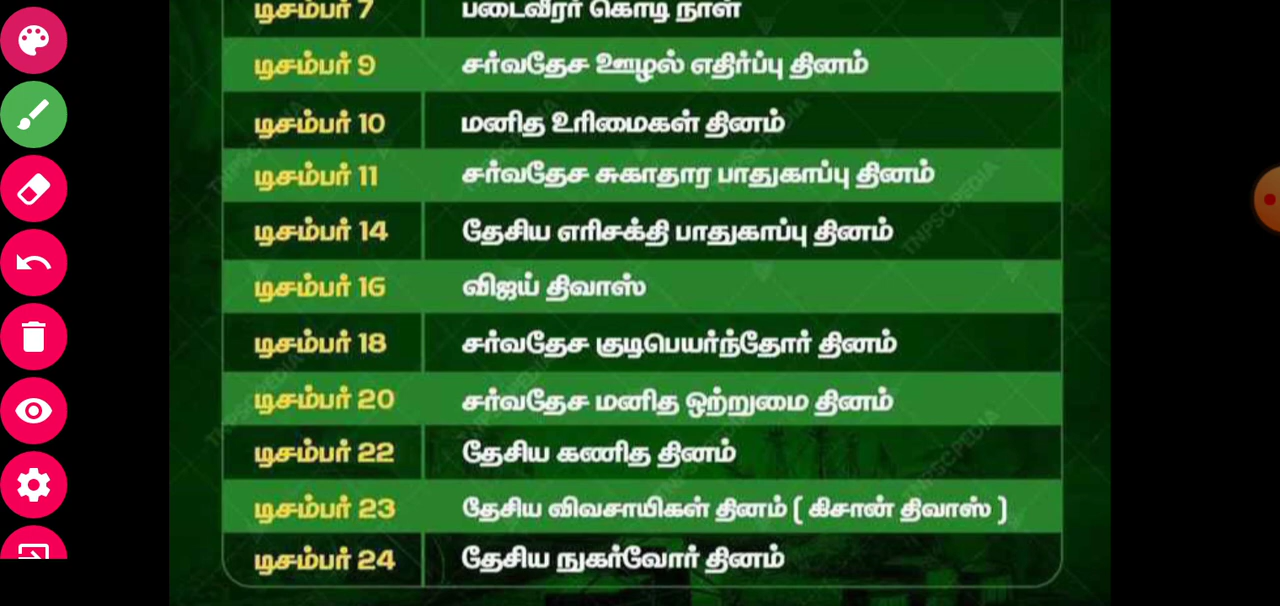 டிசம்பர் 7 படைவீரர் கொடி நாள்
டிசம்பர் 9 சர்வதேச ஊழல் எதிர்ப்பு தினம்
டிசம்பர் 10 மனித உரிமைகள் தினம்
டிசம்பர் 11 சர்வதேச சுகாதார பாதுகாப்பு தினம்
டிசம்பர் 14 தேசிய எரிசக்தி பாதுகாப்பு தினம்
டிசம்பர் 16 விஜய் திவாஸ்
டிசம்பர் 18 சர்வதேச குடிபெயர்ந்தோர் தினம்
டிசம்பர் 20 சர்வதேச மனித ஒற்றுமை தினம்
டிசம்பர் 22 தேசிய கணித தினம்
டிசம்பர் 23 தேசிய விவசாயிகள் தினம் ( கிசான் திவாஸ் )
டிசம்பர் 24 தேசிய நுகர்வோர் தினம்
TNPSCPEDIA